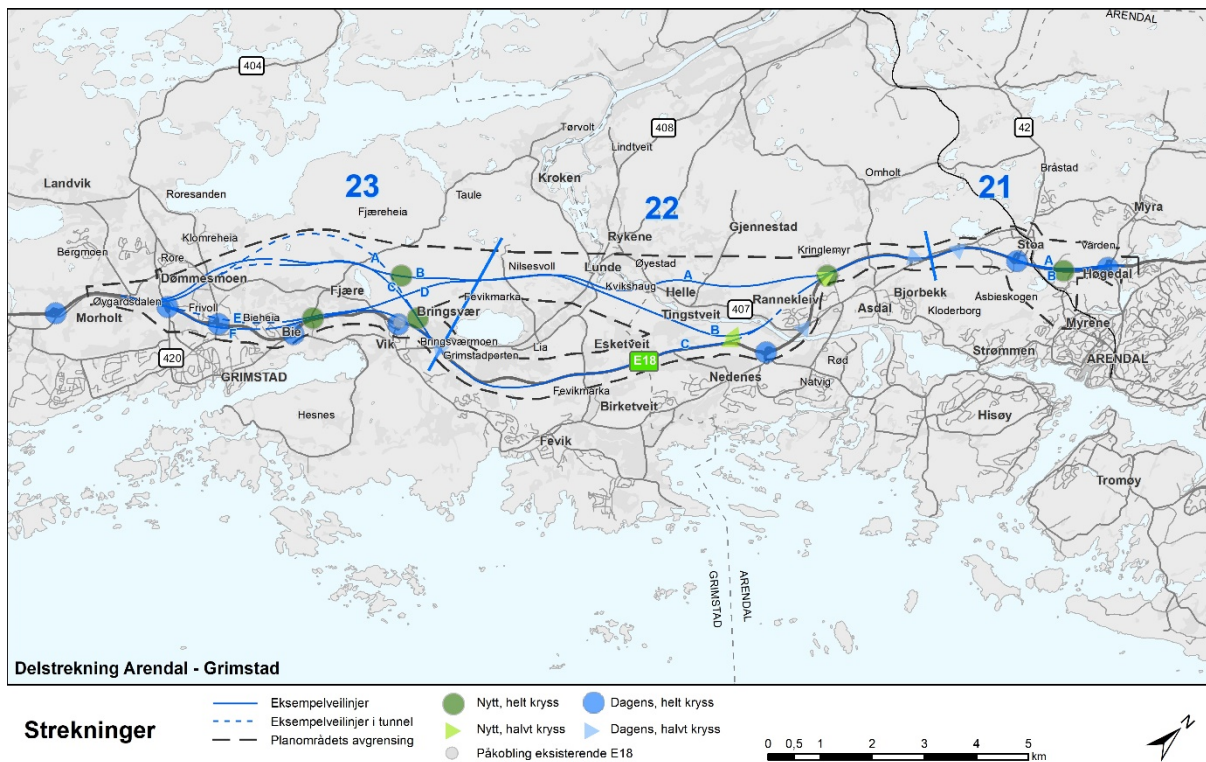 ARENDAL
404
42
408
Tørvolt
Lindtveit
Bråstad
Omholt
Landvik
Roresanden
23
Taule
Kroken
22
21
Myra
Fjæreheia
Gjennestad
Klomreheia
Rykene
Kringlemyr
Stoa
Værden
Bergmoen
Rore
A
B
Nilsesvoll
Lunde
Øyestad
A
A
B
Høgedal
Dømmesmoen
Fjære
C
D
Kvikshaug
Helle
Rannekleiv
Bjorbekk
Åsbieskogen
Øygardsdalen
Frivoll
Fevikmarka
407
Asdal
Kloderborg
Morholt
E
Bieheia
Bringsvær
Tingstveit
Myrene
F
Bie
Vik
Bringsværmoen
Lia
Esketveit
B
C
420
Grimstadporten
E18
Rød
Strømmen
ARENDAL
GRIMSTAD
Nedenes
Natvig
Fevikmarka
Hesnes
Birketveit
Hisøy
Fevik
Tromøy
GRIMSTAD
ARENDAL
Delstrekning Arendal - Grimstad
Strekninger
Eksempelveilinjer
Eksempelveilinjer i tunnel
Planområdets avgrensing
Nytt, helt kryss
Nytt, halvt kryss
Påkobling eksisterende E18
Dagens, helt kryss
Dagens, halvt kryss
0 0,5 1 2 3 4 5
km
N